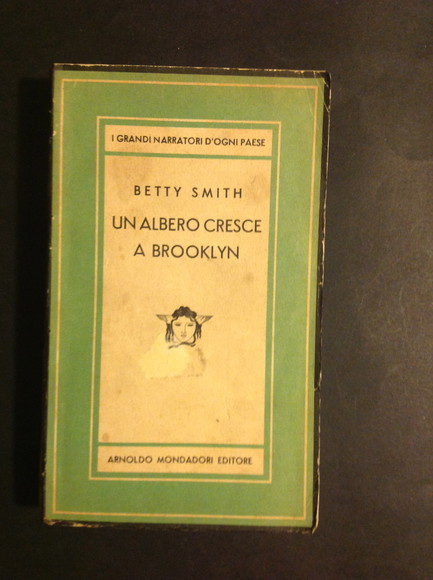 I GRANDI NARRATORI D'OGNI PAESE
BETTY SMITH
UN ALBERO CRESCE
A BROOKLYN
ARNOLDO MONDADORI EDITORE